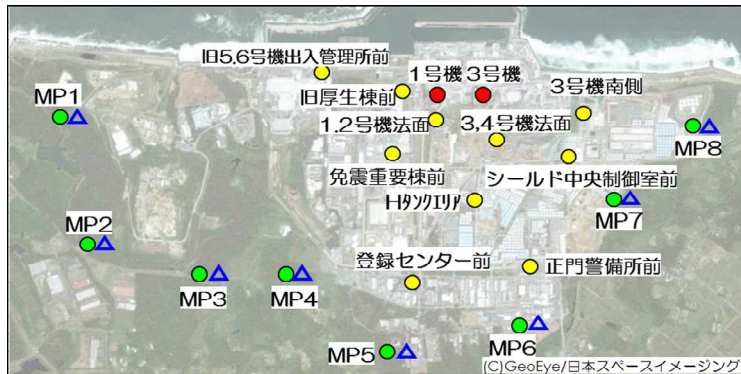 旧5,6号機出入管理所前
1号機
3号機
MP1
旧厚生棟前
3号機南側
1,2号機法面
3,4号機法面
MP8
免震重要棟前
シールド中央制御室前
Hﾀﾝｸｴﾘｱ
MP7
MP2
登録センター前
正門警備所前
MP3
MP4
MP5
MP6
(C)GeoEye/日本スペースイメージング